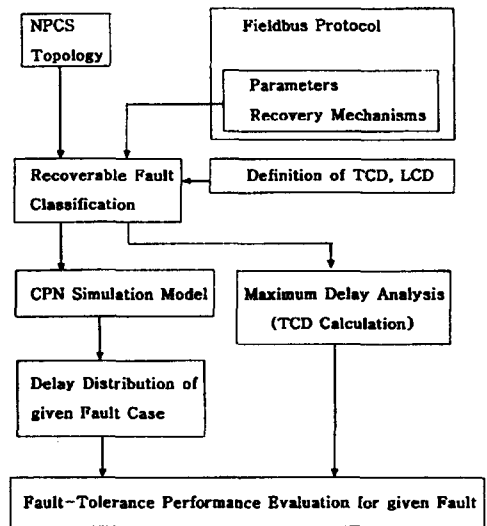 NPCS
Topology
Fieldbus Protocol
Parameters
Recovery Mechanisms
Recoverable Fault
Classification
Definition of TCD, LCD
CPN Simulation Model
Maximum Delay Analysis
(TCD Calculation)
Delay Distribution of
given Fault Case
Fault-Tolerance Performance Evaluation for given Fault